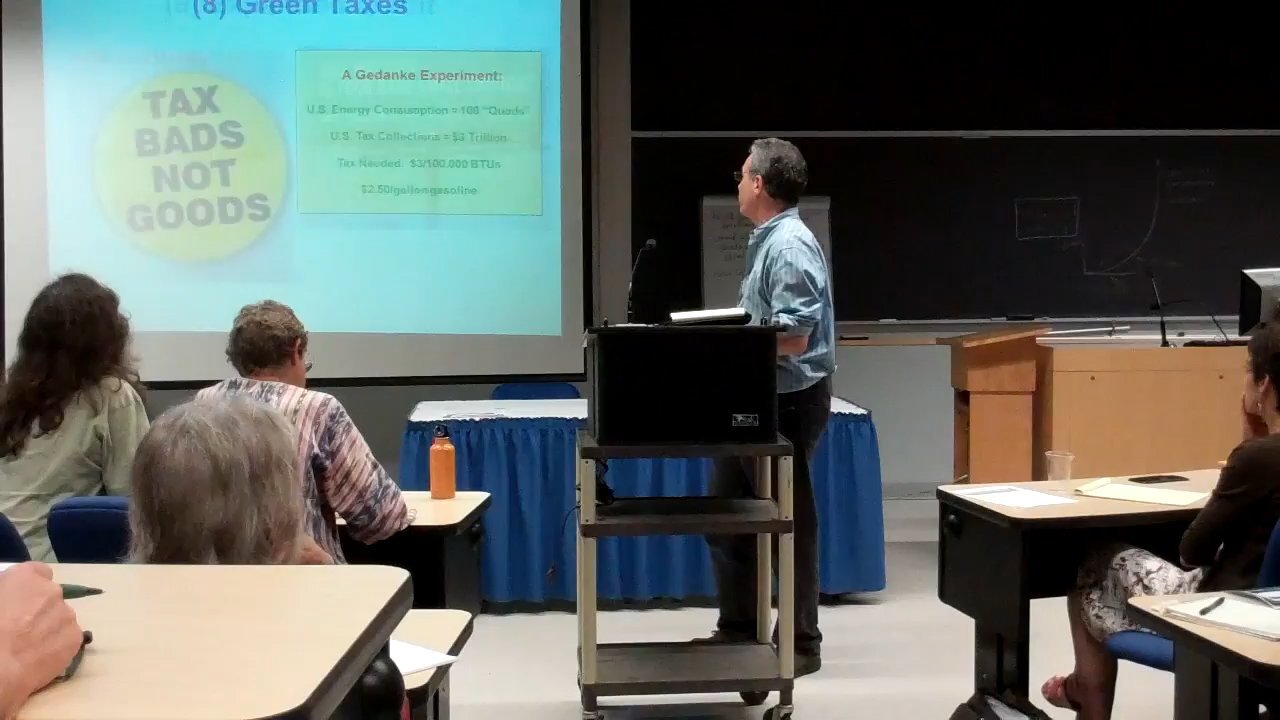 (8) Green Taxes
TAX
BADS
NOT
GOODS
A Gedanke Experiment:
U.S. Energy Consumption = 100 "Quads"
U.S. Tax Collections = $3 Trillion
Tax Needed: $3/100,000 BTUs
$2.50/gallon gasoline